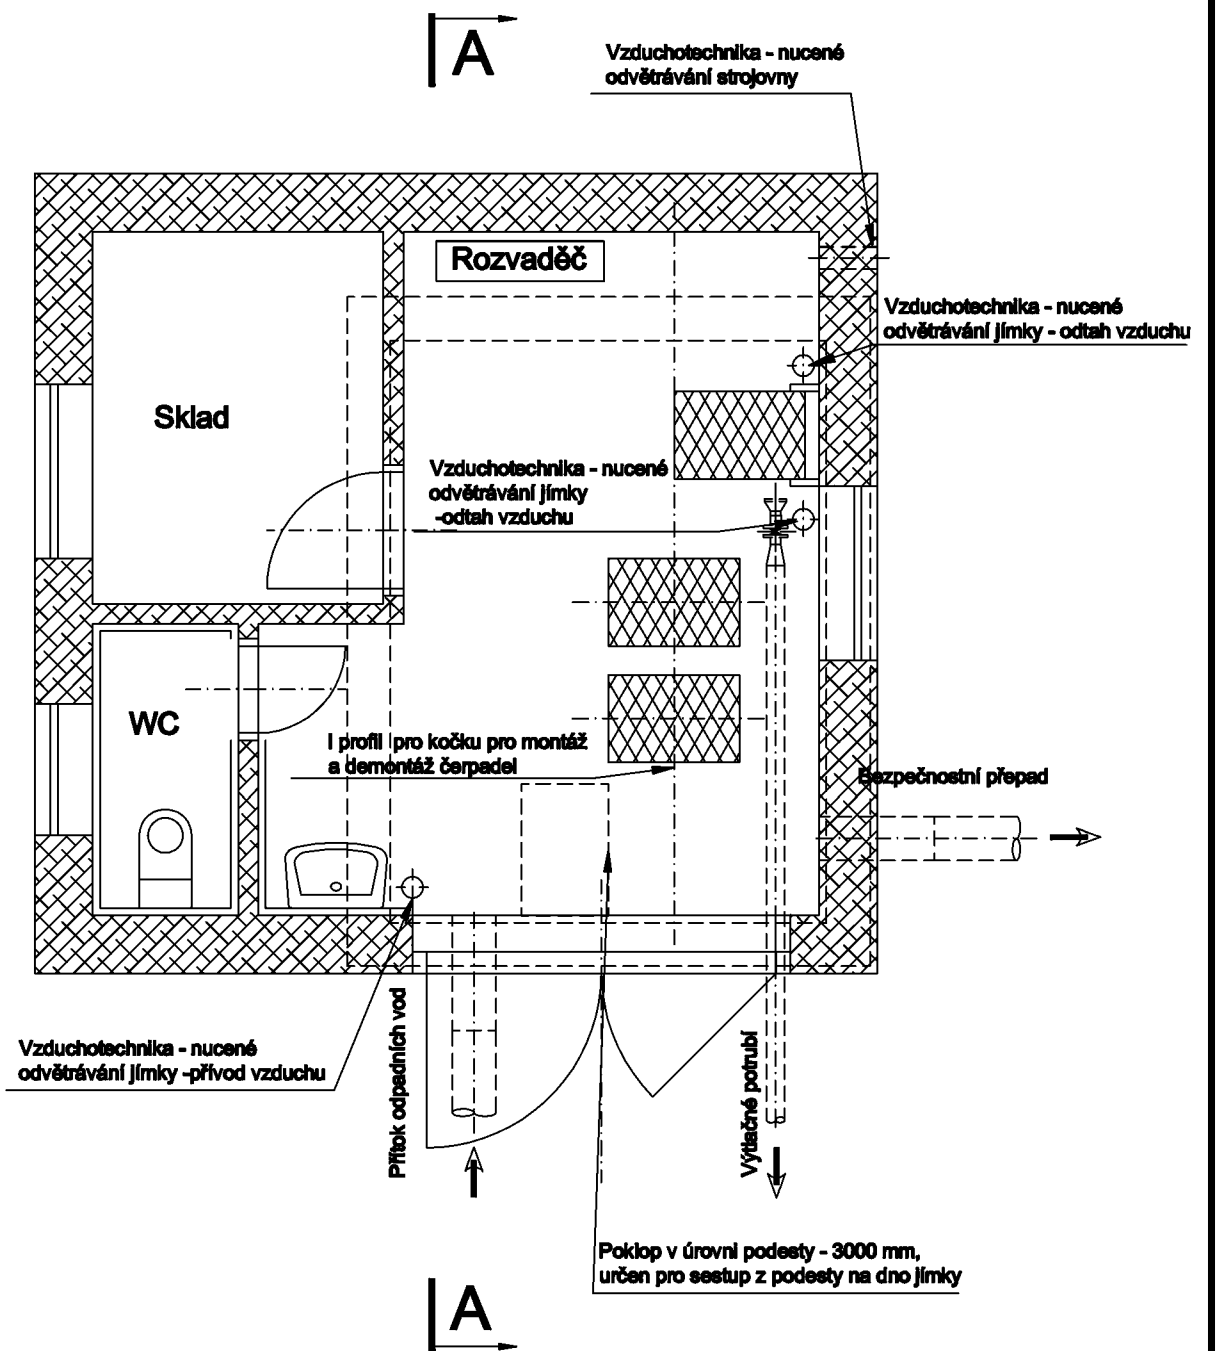 A
Vzduchotechnika - nucené
odvětrávání strojovny
Rozvaděč
Vzduchotechnika - nucené
odvětrávání jímky - odtah vzduchu
Sklad
Vzduchotechnika - nucené
odvětrávání jímky
-odtah vzduchu
WC
I profil pro kočku pro montáž
a demontáž čerpadel
Bezpečnostní přepad
Přítok odpadních vod
Výtlačné potrubí
Vzduchotechnika - nucené
odvětrávání jímky -přívod vzduchu
Poklop v úrovni podesty - 3000 mm,
určen pro sestup z podesty na dno jímky
A